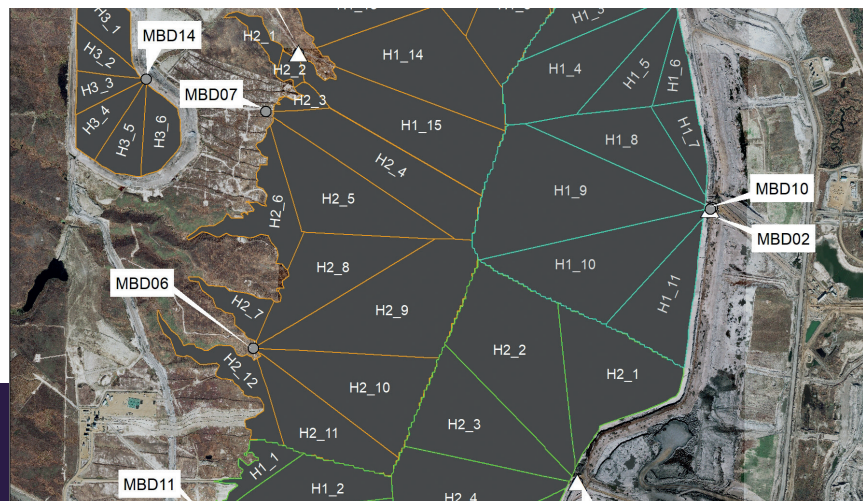 H1_14
H1_3
H3_1
H2_1
MBD14
H3_2
H2_2
H1_4
H1_5
H1_6
H3_3
MBD07
H2_3
H3_4
H3_5
H3_6
H1_15
H1_8
H1_7
H2_4
H1_9
MBD10
H2_6
H2_5
MBD02
H2_8
H1_10
MBD06
H1_11
H2_7
H2_9
H2_2
H2_12
H2_10
H2_1
H2_3
H2_11
H1_1
MBD11
H1_2
H2_4